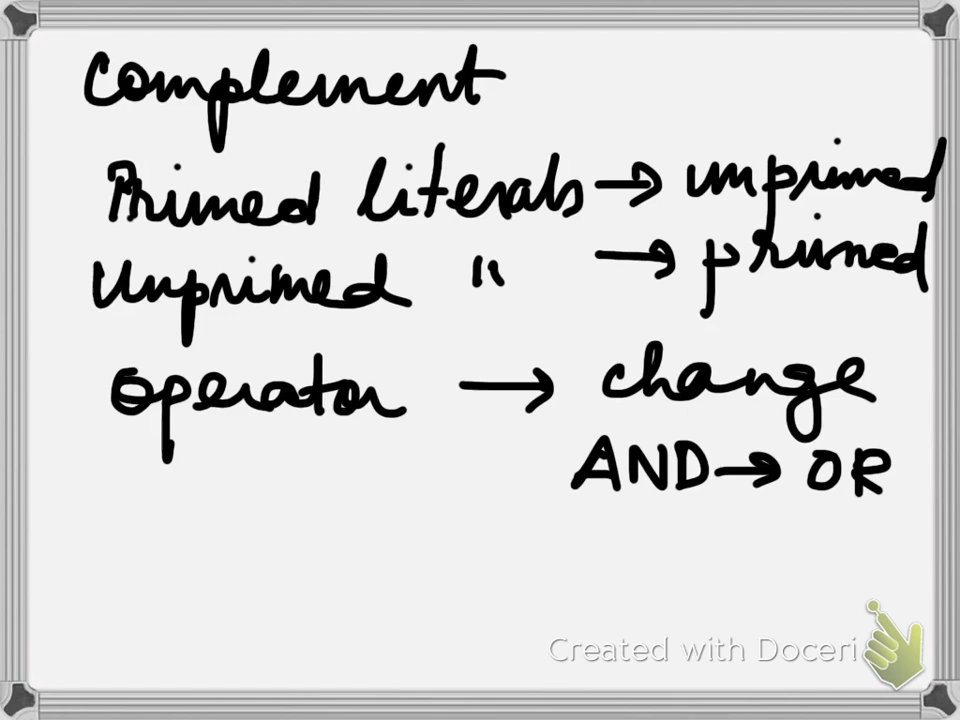 Complement
Primed literals → unprimed
Unprimed " → primed
operator → change
AND → OR
Created with Doceri